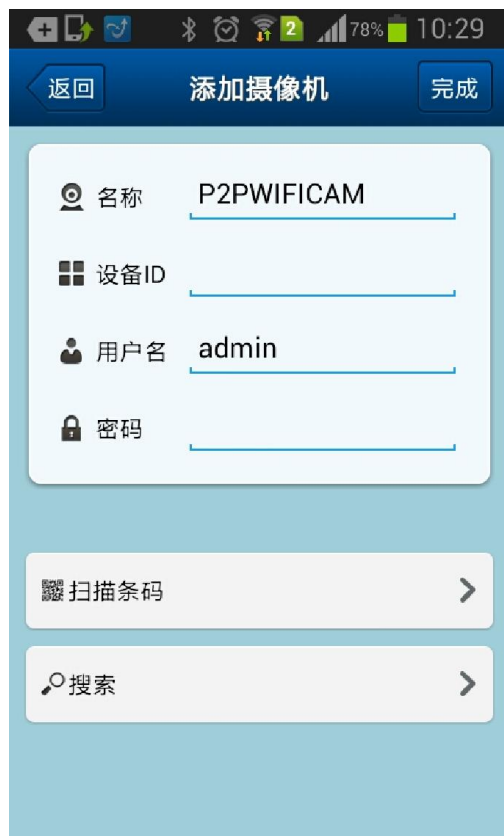 2 78% 10:29
返回 添加摄像机 完成
名称 P2PWIFICAM
设备ID
用户名 admin
密码
扫描条码
搜索